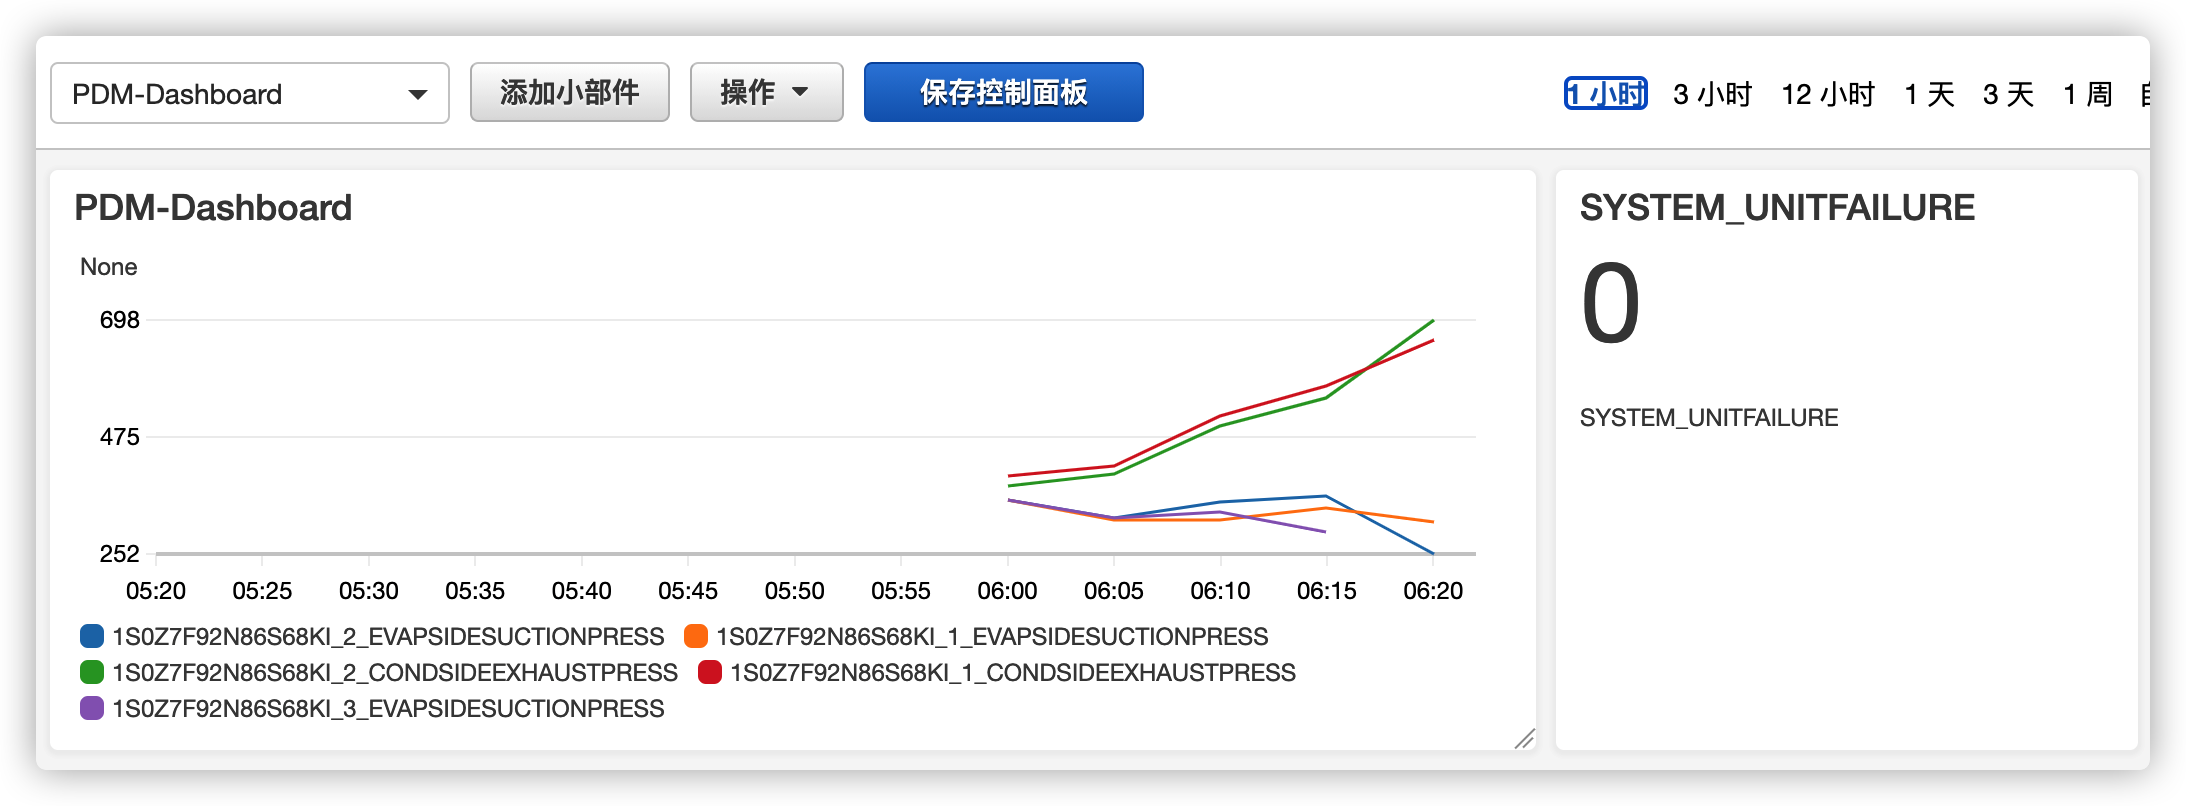 PDM-Dashboard 添加小部件 操作 保存控制面板 1 小时 3 小时 12 小时 1 天 3 天 1 周
PDM-Dashboard
None
698
475
252
05:20 05:25 05:30 05:35 05:40 05:45 05:50 05:55 06:00 06:05 06:10 06:15 06:20
1S0Z7F92N86S68KI_2_EVAPSIDESUCTIONPRESS 1S0Z7F92N86S68KI_1_EVAPSIDESUCTIONPRESS
1S0Z7F92N86S68KI_2_CONDSIDEEXHAUSTPRESS 1S0Z7F92N86S68KI_1_CONDSIDEEXHAUSTPRESS
1S0Z7F92N86S68KI_3_EVAPSIDESUCTIONPRESS
SYSTEM_UNITFAILURE
0
SYSTEM_UNITFAILURE